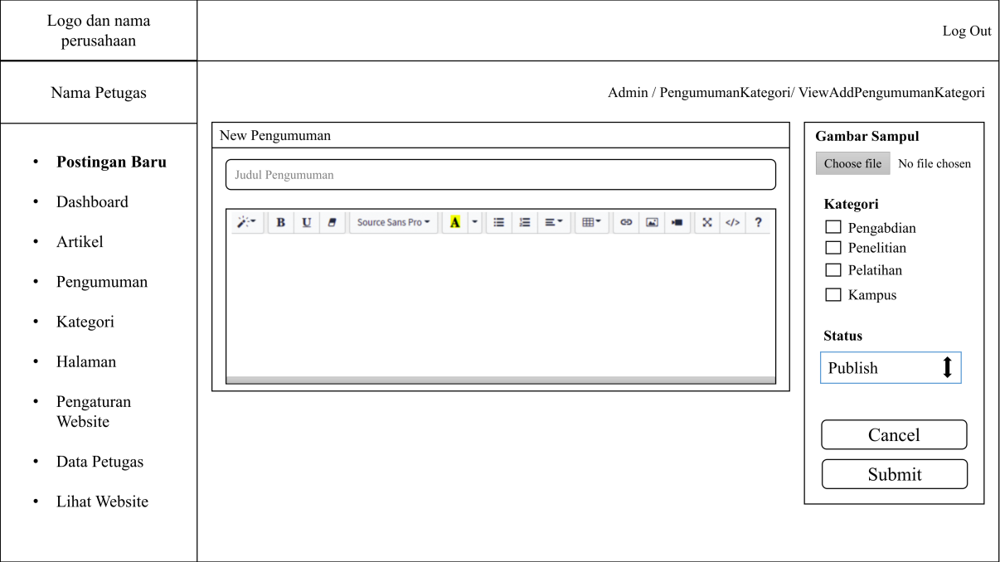 Logo dan nama
perusahaan
Log Out
Nama Petugas
Admin / PengumumanKategori/ ViewAddPengumumanKategori
• Postingan Baru
• Dashboard
• Artikel
• Pengumuman
• Kategori
• Halaman
• Pengaturan
Website
• Data Petugas
• Lihat Website
New Pengumuman
Judul Pengumuman
B U Source Sans Pro A </> ?
Gambar Sampul
Choose file No file chosen
Kategori
Pengabdian
Penelitian
Pelatihan
Kampus
Status
Publish
Cancel
Submit